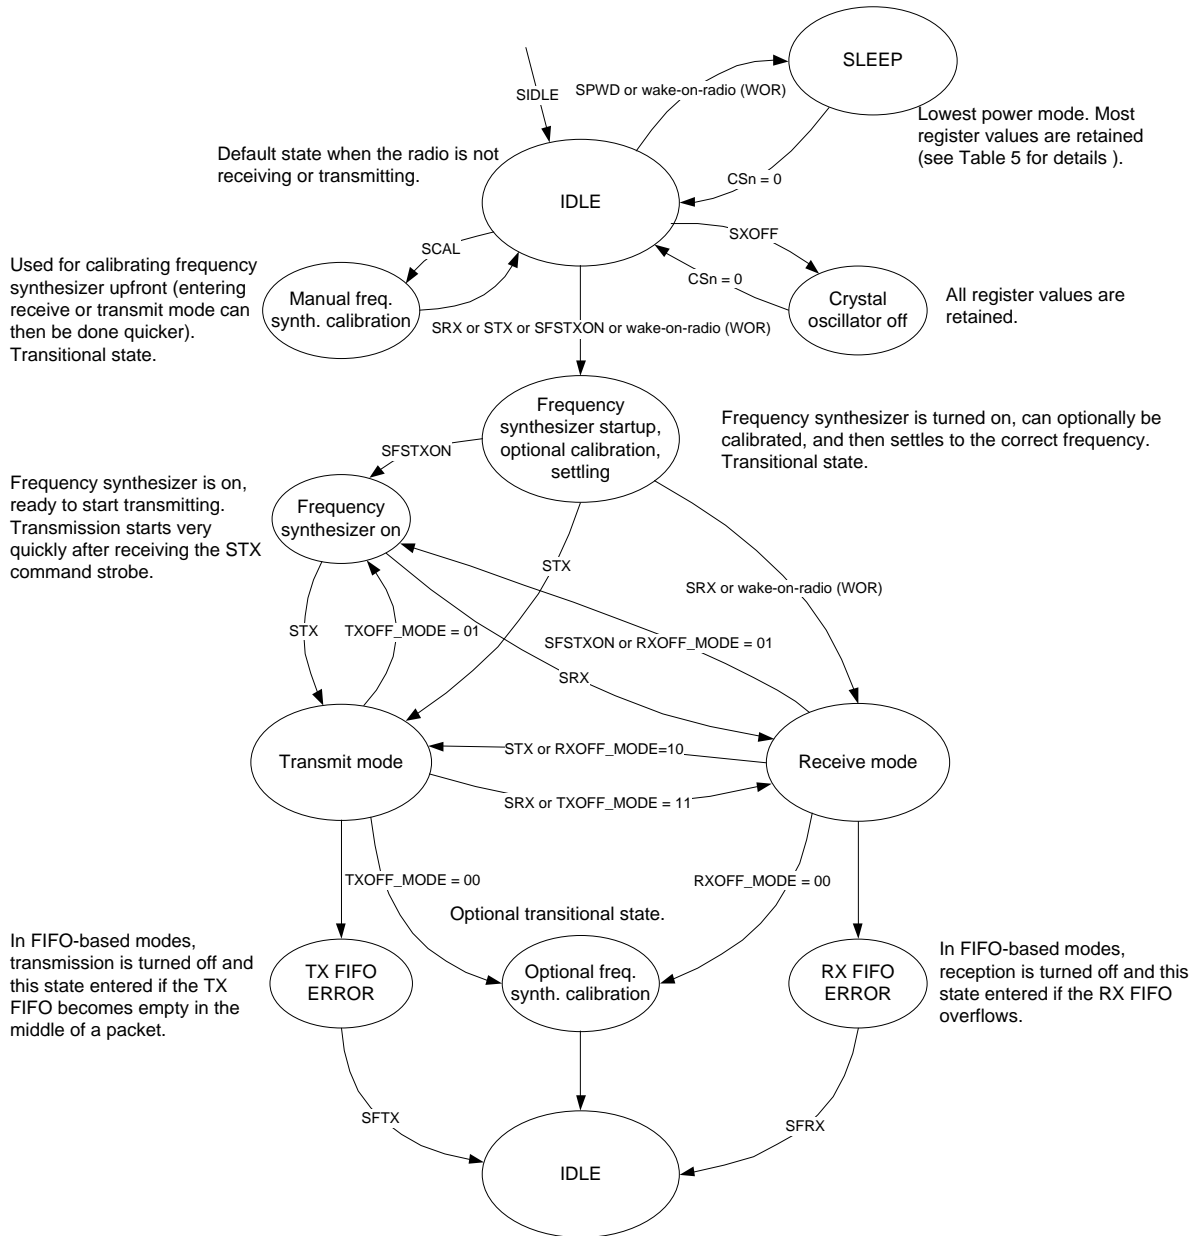 SLEEP
SIDLE
SPWD or wake-on-radio (WOR)
Lowest power mode. Most
register values are retained
(see Table 5 for details ).
Default state when the radio is not
receiving or transmitting.
CSn = 0
IDLE
SXOFF
SCAL
CSn = 0
Used for calibrating frequency
synthesizer upfront (entering
receive or transmit mode can
then be done quicker).
Transitional state.
Manual freq.
synth. calibration
Crystal
oscillator off
All register values are
retained.
SRX or STX or SFSTXON or wake-on-radio (WOR)
Frequency
synthesizer startup,
optional calibration,
settling
Frequency synthesizer is turned on, can optionally be
calibrated, and then settles to the correct frequency.
Transitional state.
SFSTXON
Frequency synthesizer is on,
ready to start transmitting.
Transmission starts very
quickly after receiving the STX
command strobe.
Frequency
synthesizer on
STX
SRX or wake-on-radio (WOR)
STX
TXOFF_MODE = 01
SFSTXON or RXOFF_MODE = 01
SRX
Transmit mode
STX or RXOFF_MODE=10
Receive mode
SRX or TXOFF_MODE = 11
TXOFF_MODE = 00
RXOFF_MODE = 00
Optional transitional state.
In FIFO-based modes,
transmission is turned off and
this state entered if the TX
FIFO becomes empty in the
middle of a packet.
TX FIFO
ERROR
Optional freq.
synth. calibration
RX FIFO
ERROR
In FIFO-based modes,
reception is turned off and this
state entered if the RX FIFO
overflows.
SFTX
SFRX
IDLE